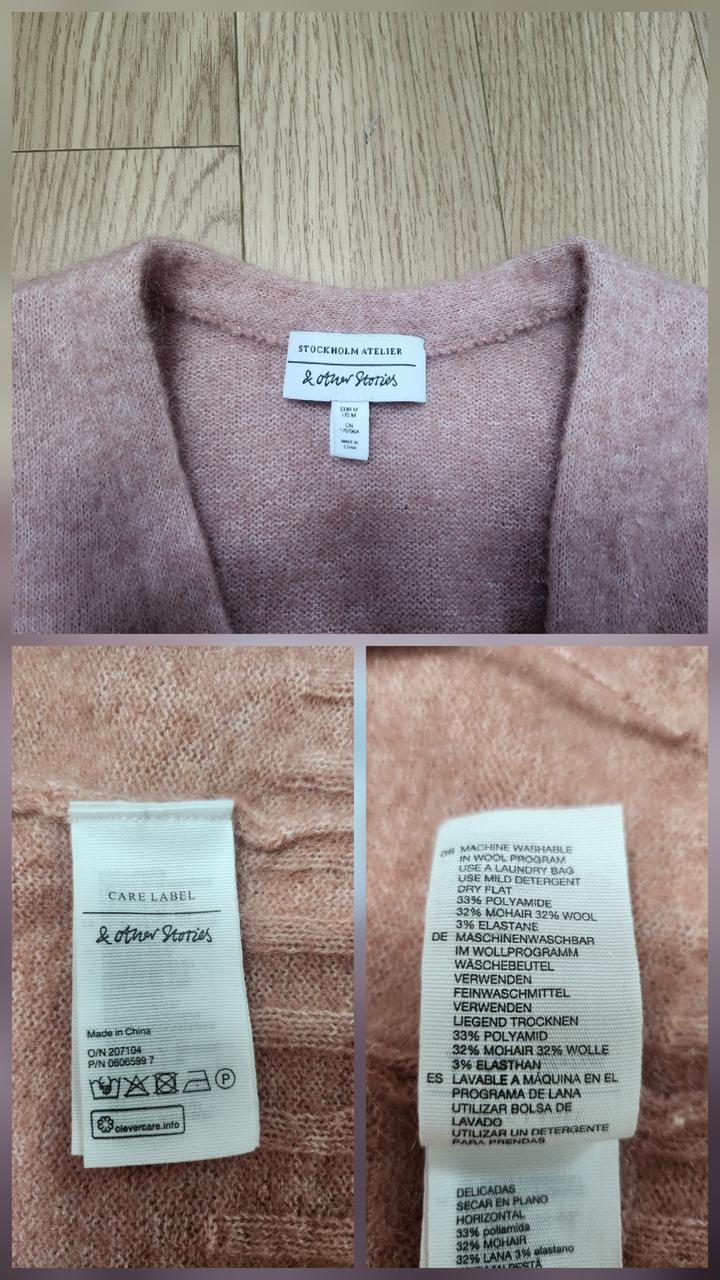 STOCKHOLM ATELIER
& other Stories
EUR M
US M
CN
170/96A
MADE IN
CHINA
CARE LABEL
& other Stories
Made in China
O/N 207104
P/N 0606599 7
P
clevercare.info
GB MACHINE WASHABLE
IN WOOL PROGRAM
USE A LAUNDRY BAG
USE MILD DETERGENT
DRY FLAT
33% POLYAMIDE
32% MOHAIR 32% WOOL
3% ELASTANE
DE MASCHINENWASCHBAR
IM WOLLPROGRAMM
WÄSCHEBEUTEL
VERWENDEN
FEINWASCHMITTEL
VERWENDEN
LIEGEND TROCKNEN
33% POLYAMID
32% MOHAIR 32% WOLLE
3% ELASTHAN
ES LAVABLE A MÁQUINA EN EL
PROGRAMA DE LANA
UTILIZAR BOLSA DE
LAVADO
UTILIZAR UN DETERGENTE
PARA PRENDAS
DELICADAS
SECAR EN PLANO
HORIZONTAL
33% poliamida
32% MOHAIR
32% LANA 3% elastano